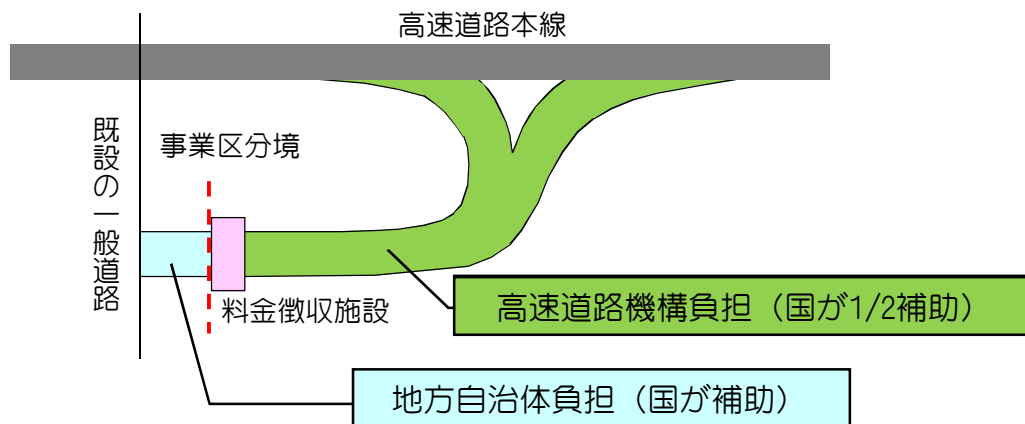 高速道路本線
既設の一般道路
事業区分境
料金徴収施設
高速道路機構負担（国が1/2補助）
地方自治体負担（国が補助）